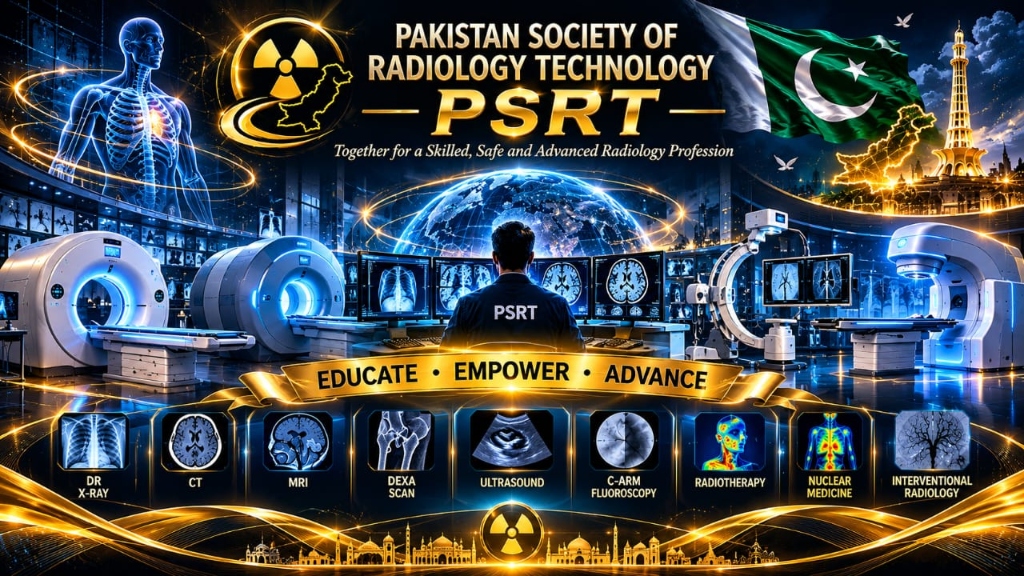 PAKISTAN SOCIETY OF
RADIOLOGY TECHNOLOGY
PSRT
Together for a Skilled, Safe and Advanced Radiology Profession
PSRT
EDUCATE • EMPOWER • ADVANCE
DR
X-RAY
CT
MRI
DEXA
SCAN
ULTRASOUND
C-ARM
FLUOROSCOPY
RADIOTHERAPY
NUCLEAR
MEDICINE
INTERVENTIONAL
RADIOLOGY